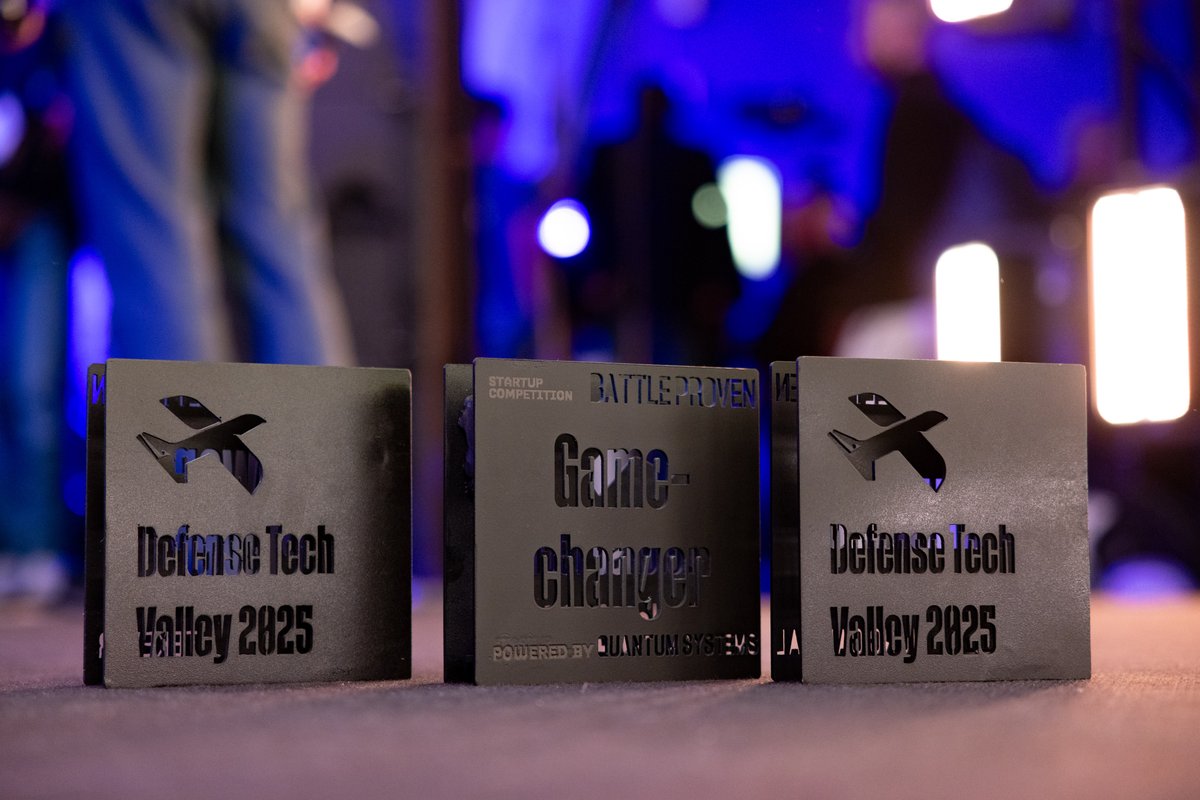 Defense Tech
Valley 2025
STARTUP
COMPETITION
BATTLE PROVEN
Game-
changer
POWERED BY QUANTUM SYSTEMS
Defense Tech
Valley 2025